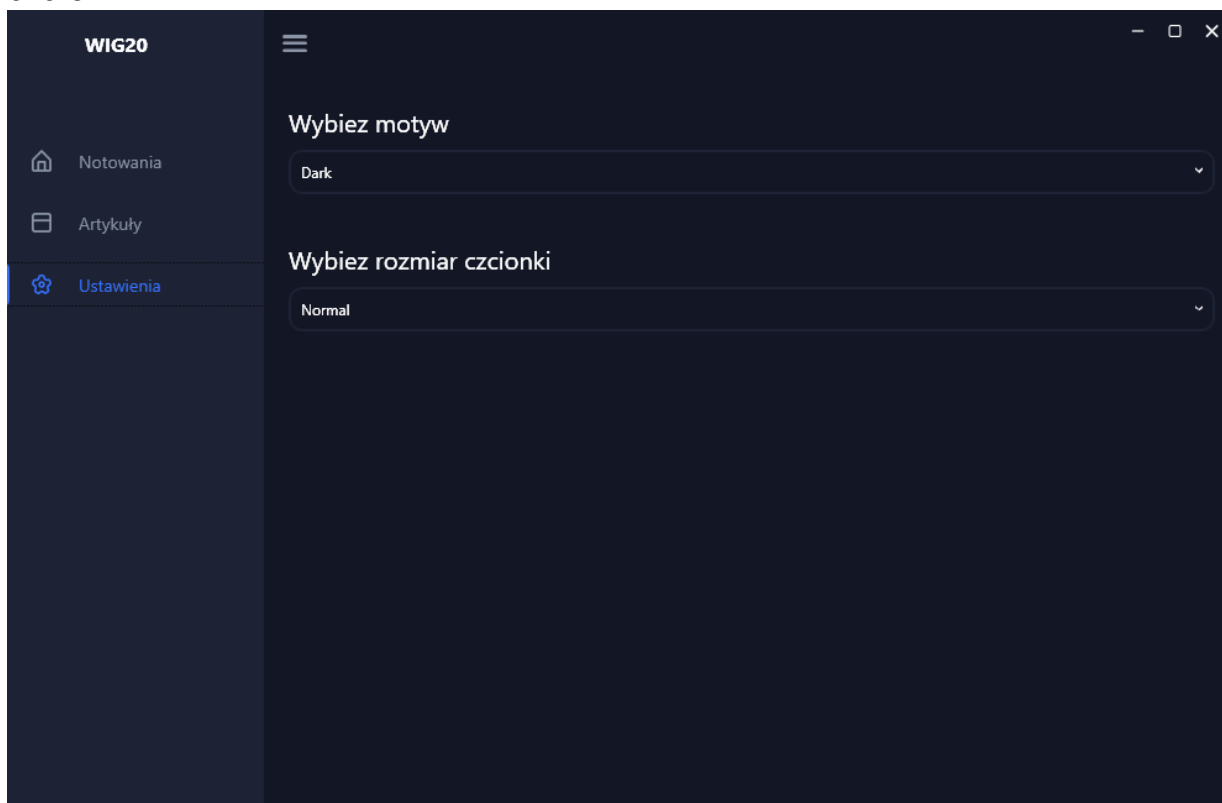 WIG20
Notowania
Artykuły
Ustawienia
Wybiez motyw
Dark
Wybiez rozmiar czcionki
Normal